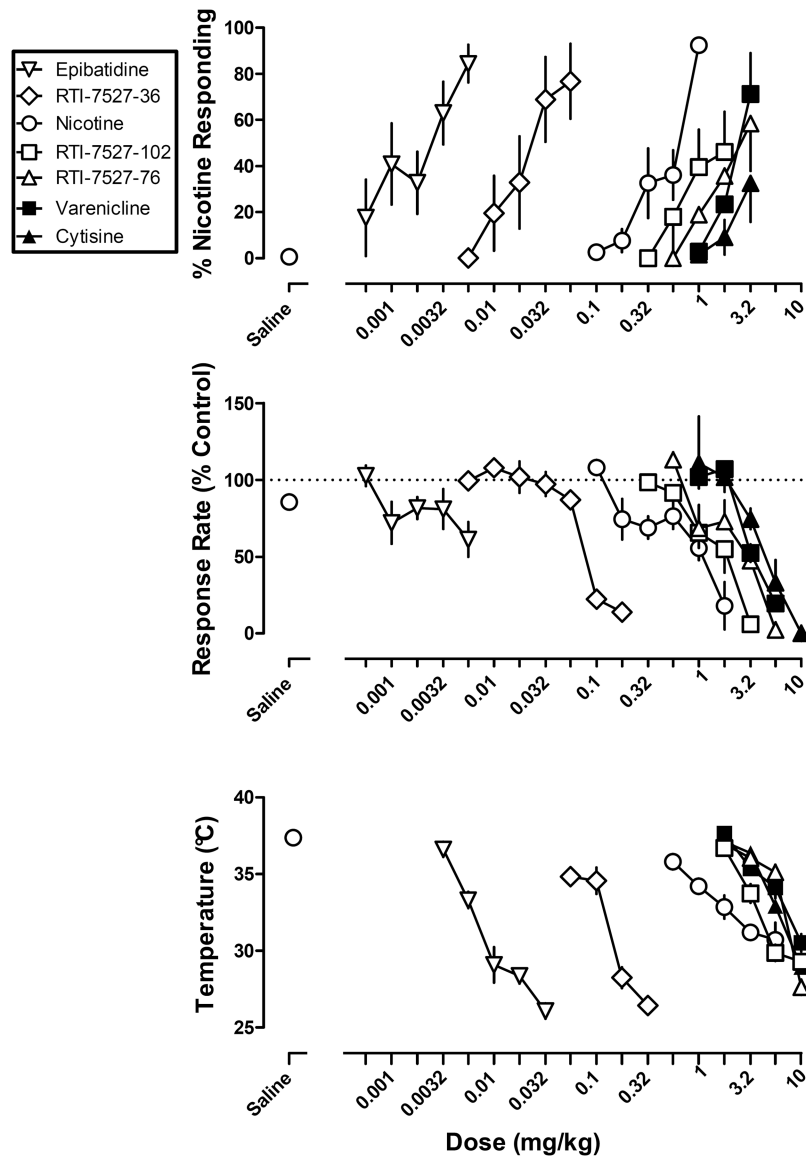 Epibatidine
RTI-7527-36
Nicotine
RTI-7527-102
RTI-7527-76
Varenicline
Cytisine
% Nicotine Responding
100
80
60
40
20
0
Saline
0.001
0.0032
0.01
0.032
0.1
0.32
1
3.2
10
Response Rate (% Control)
150
100
50
0
Saline
0.001
0.0032
0.01
0.032
0.1
0.32
1
3.2
10
Temperature (°C)
40
35
30
25
Saline
0.001
0.0032
0.01
0.032
0.1
0.32
1
3.2
10
Dose (mg/kg)